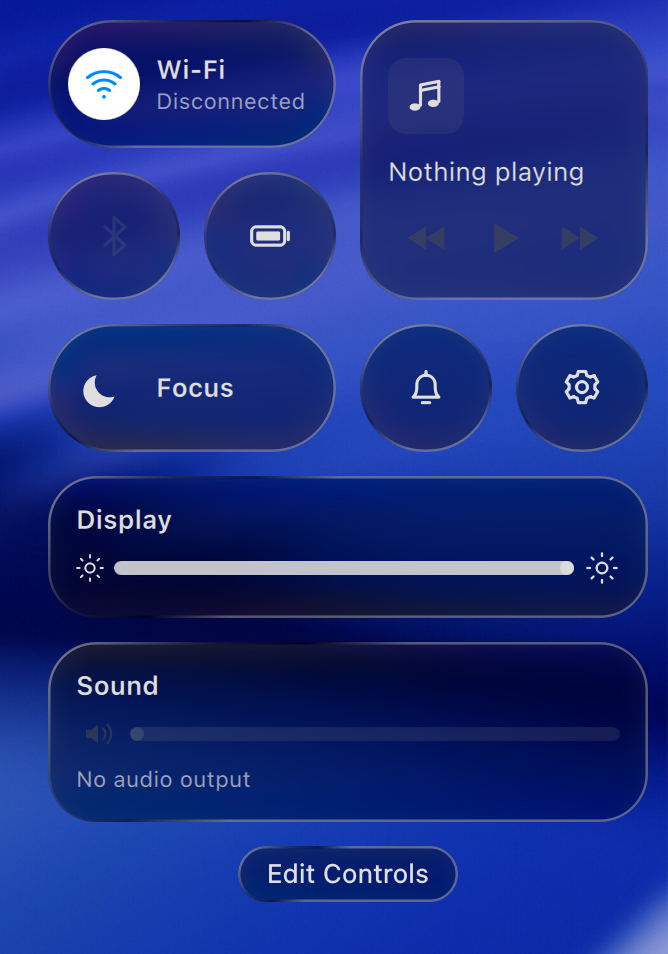 Wi-Fi
Disconnected
Nothing playing
Focus
Display
Sound
No audio output
Edit Controls